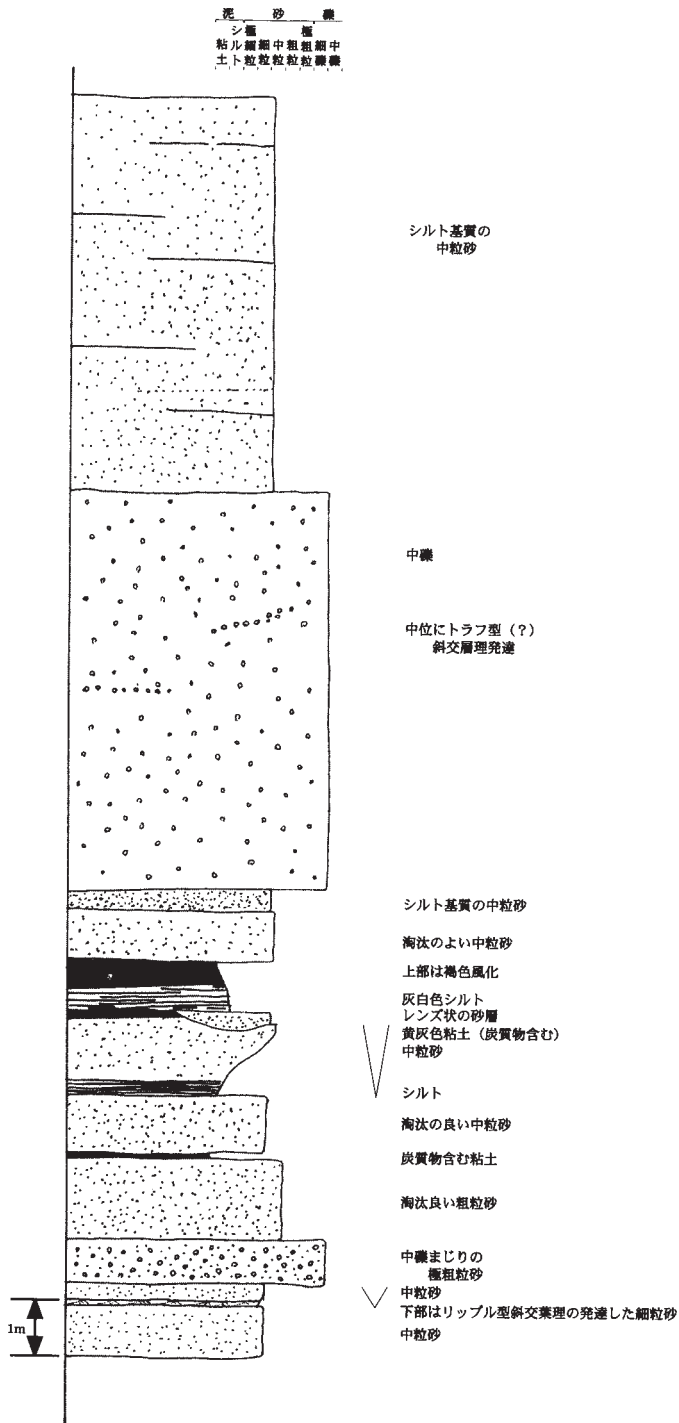 泥 砂 礫
粘土 シルト 極細粒 細粒 中粒 粗粒 極粗粒 細礫 中礫
シルト基質の
中粒砂
中礫
中位にトラフ型(?)
斜交層理発達
シルト基質の中粒砂
淘汰のよい中粒砂
上部は褐色風化
灰白色シルト
レンズ状の砂層
黄灰色粘土(炭質物含む)
中粒砂
シルト
淘汰の良い中粒砂
炭質物含む粘土
淘汰良い粗粒砂
中礫まじりの
極粗粒砂
中粒砂
下部はリップル型斜交葉理の発達した細粒砂
1m
中粒砂